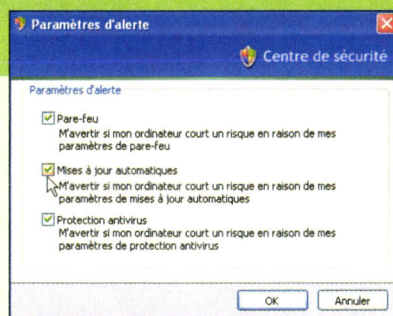 Paramètres d'alerte
Centre de sécurité
Paramètres d'alerte
Pare-feu
M'avertir si mon ordinateur court un risque en raison de mes
paramètres de pare-feu
Mises à jour automatiques
M'avertir si mon ordinateur court un risque en raison de mes
paramètres de mises à jour automatiques
Protection antivirus
M'avertir si mon ordinateur court un risque en raison de mes
paramètres de protection antivirus
OK
Annuler